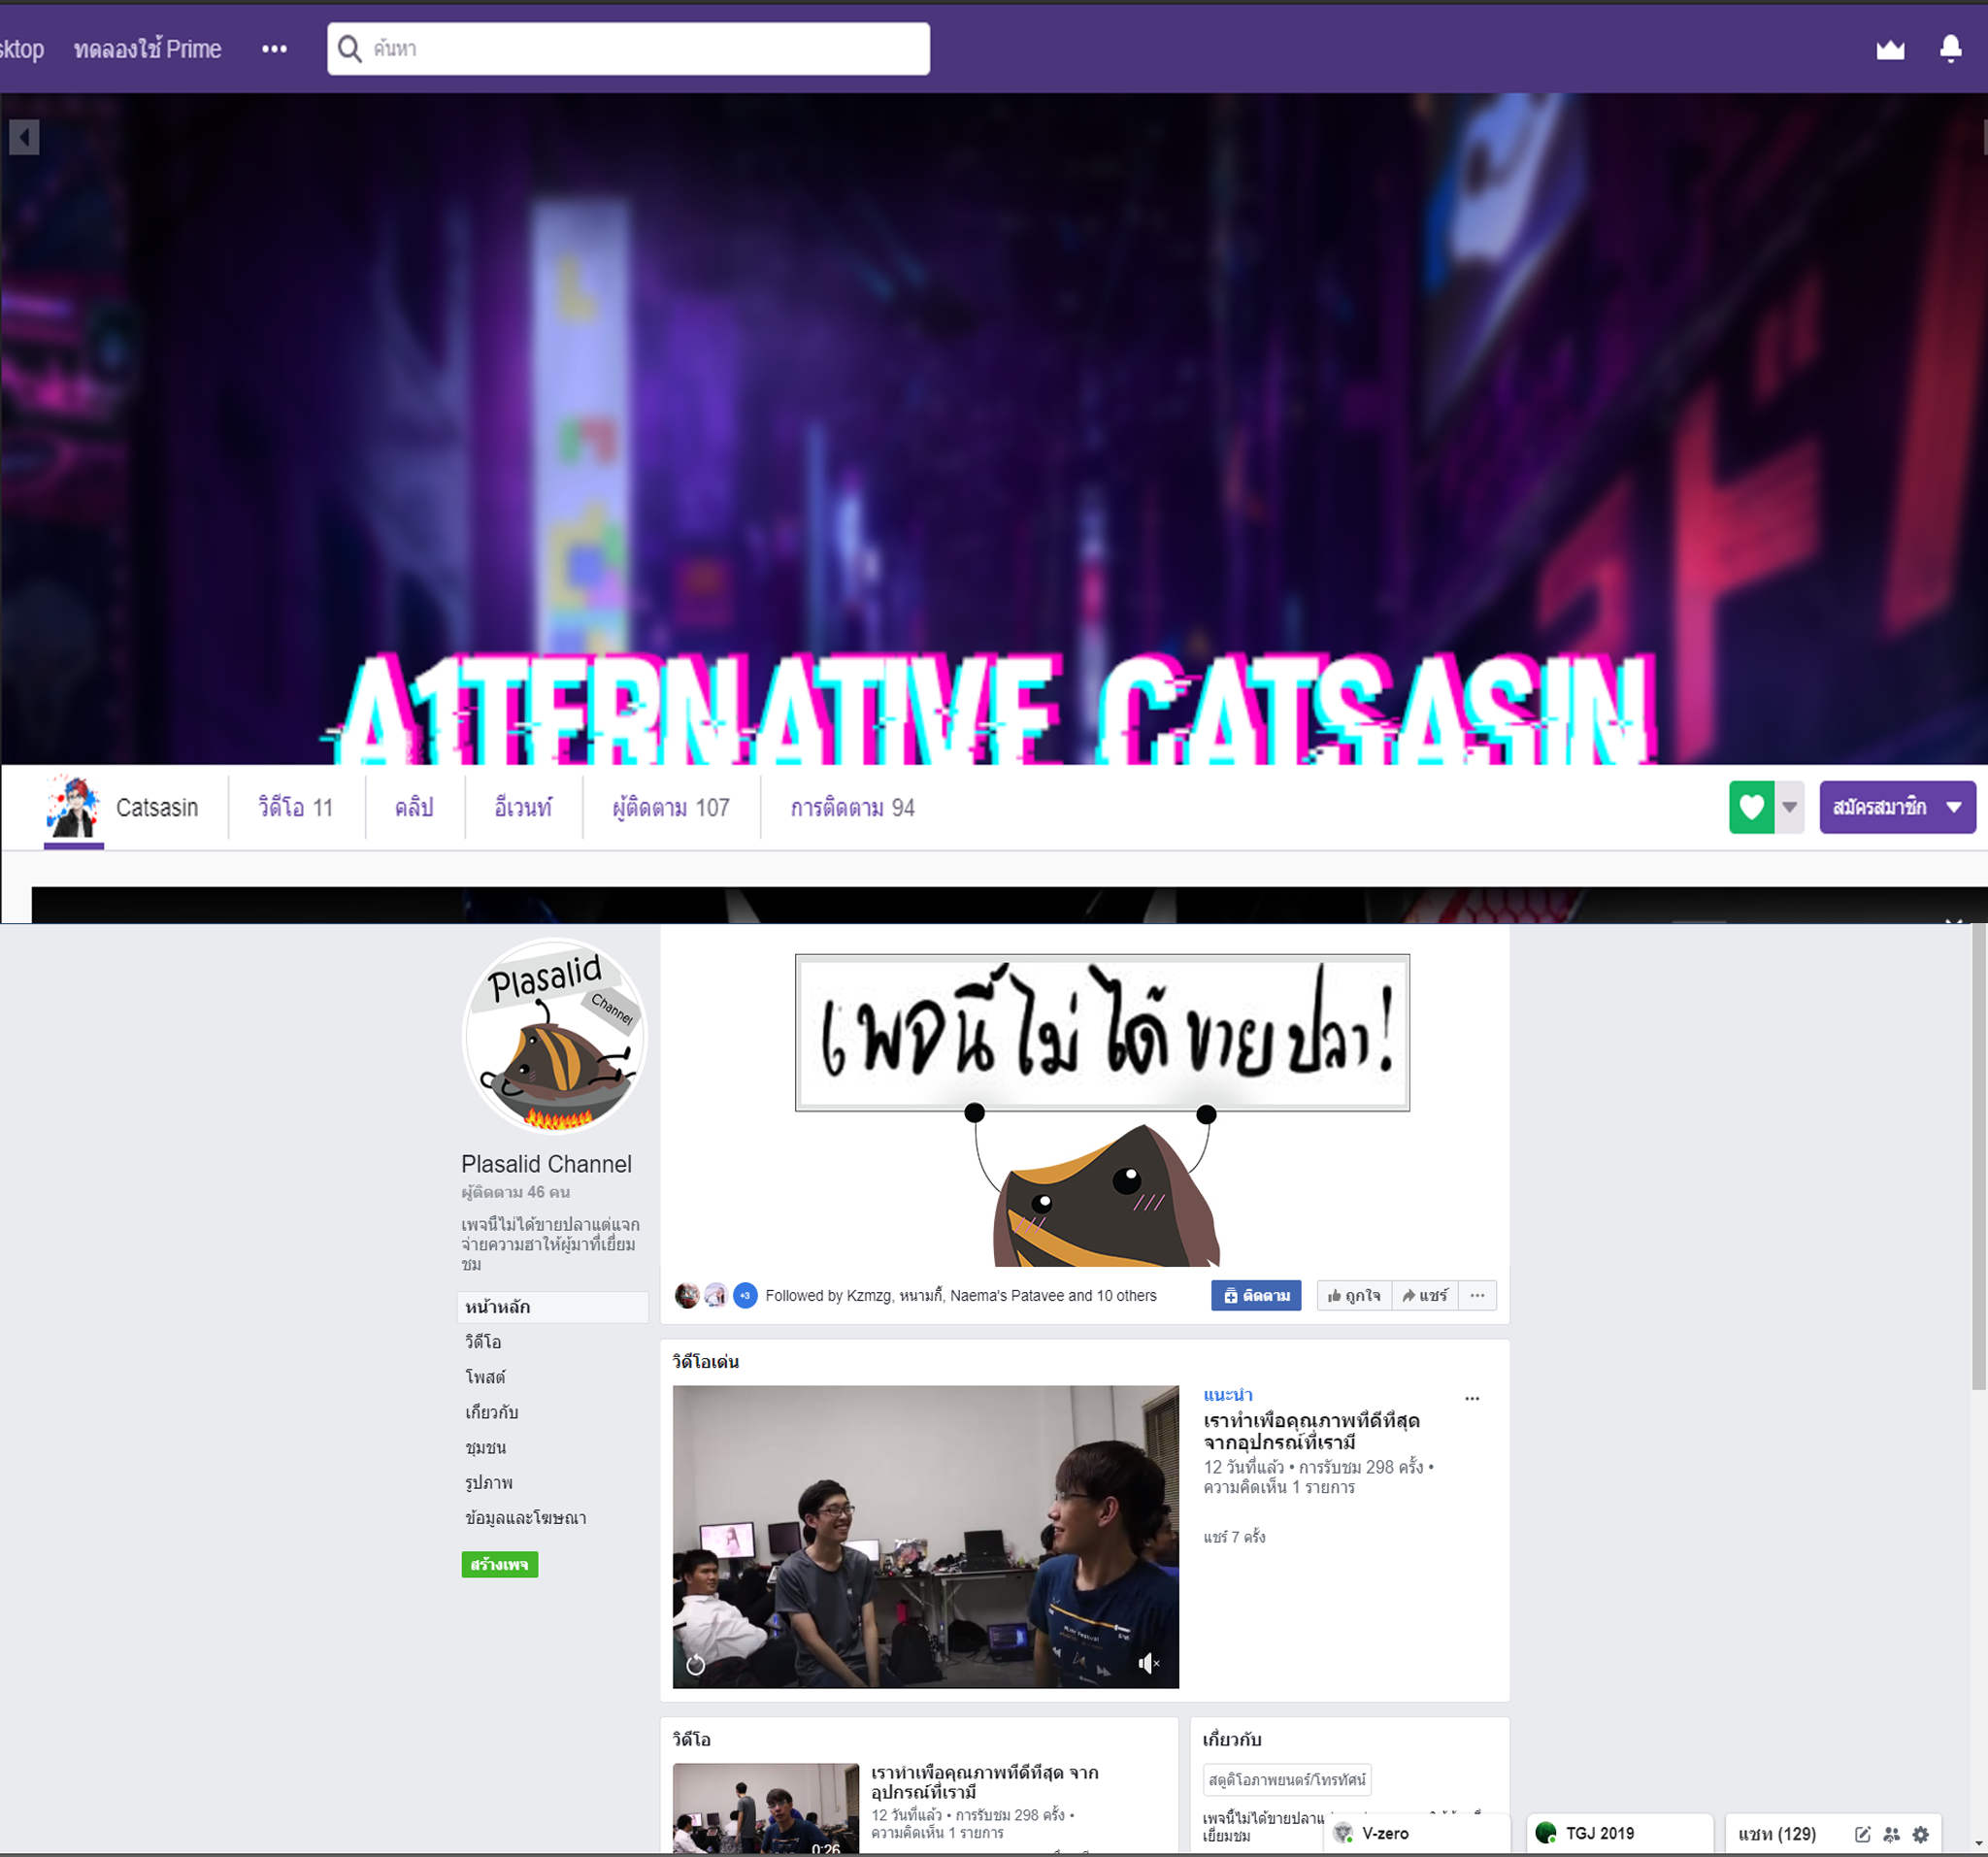 sktop ทดลองใช้ Prime ••• ค้นหา
A1TERNATIVE CATSASIN
Catsasin วิดีโอ 11 คลิป อีเวนท์ ผู้ติดตาม 107 การติดตาม 94 สมัครสมาชิก
Plasalid
Channel
เพจนี้ไม่ได้ขายปลา!
Plasalid Channel
ผู้ติดตาม 46 คน
เพจนี้ไม่ได้ขายปลาแต่แจก
จ่ายความฮาให้ผู้มาที่เยี่ยม
ชม
+3 Followed by Kzmzg, หนามกี้, Naema's Patavee and 10 others ติดตาม ถูกใจ แชร์ ...
หน้าหลัก
วิดีโอ
โพสต์
เกี่ยวกับ
ชุมชน
รูปภาพ
ข้อมูลและโฆษณา
สร้างเพจ
วิดีโอเด่น
แนะนำ
เราทำเพื่อคุณภาพที่ดีที่สุด
จากอุปกรณ์ที่เรามี
12 วันที่แล้ว • การรับชม 298 ครั้ง •
ความคิดเห็น 1 รายการ
แชร์ 7 ครั้ง
วิดีโอ
เราทำเพื่อคุณภาพที่ดีที่สุด จาก
อุปกรณ์ที่เรามี
12 วันที่แล้ว • การรับชม 298 ครั้ง •
ความคิดเห็น 1 รายการ
0:26
เกี่ยวกับ
สตูดิโอภาพยนตร์/โทรทัศน์
เพจนี้ไม่ได้ขายปลาแ
เยี่ยมชม
V-zero TGJ 2019 แชท (129)